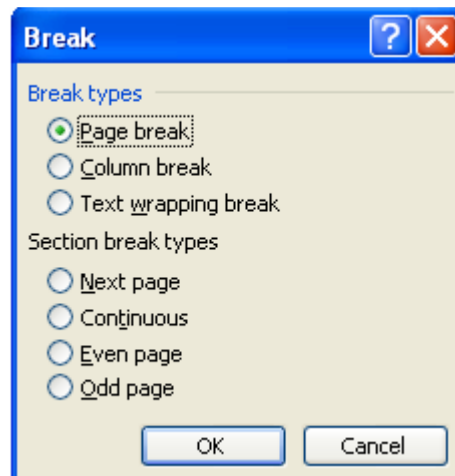 Break
Break types
Page break
Column break
Text wrapping break
Section break types
Next page
Continuous
Even page
Odd page
OK Cancel